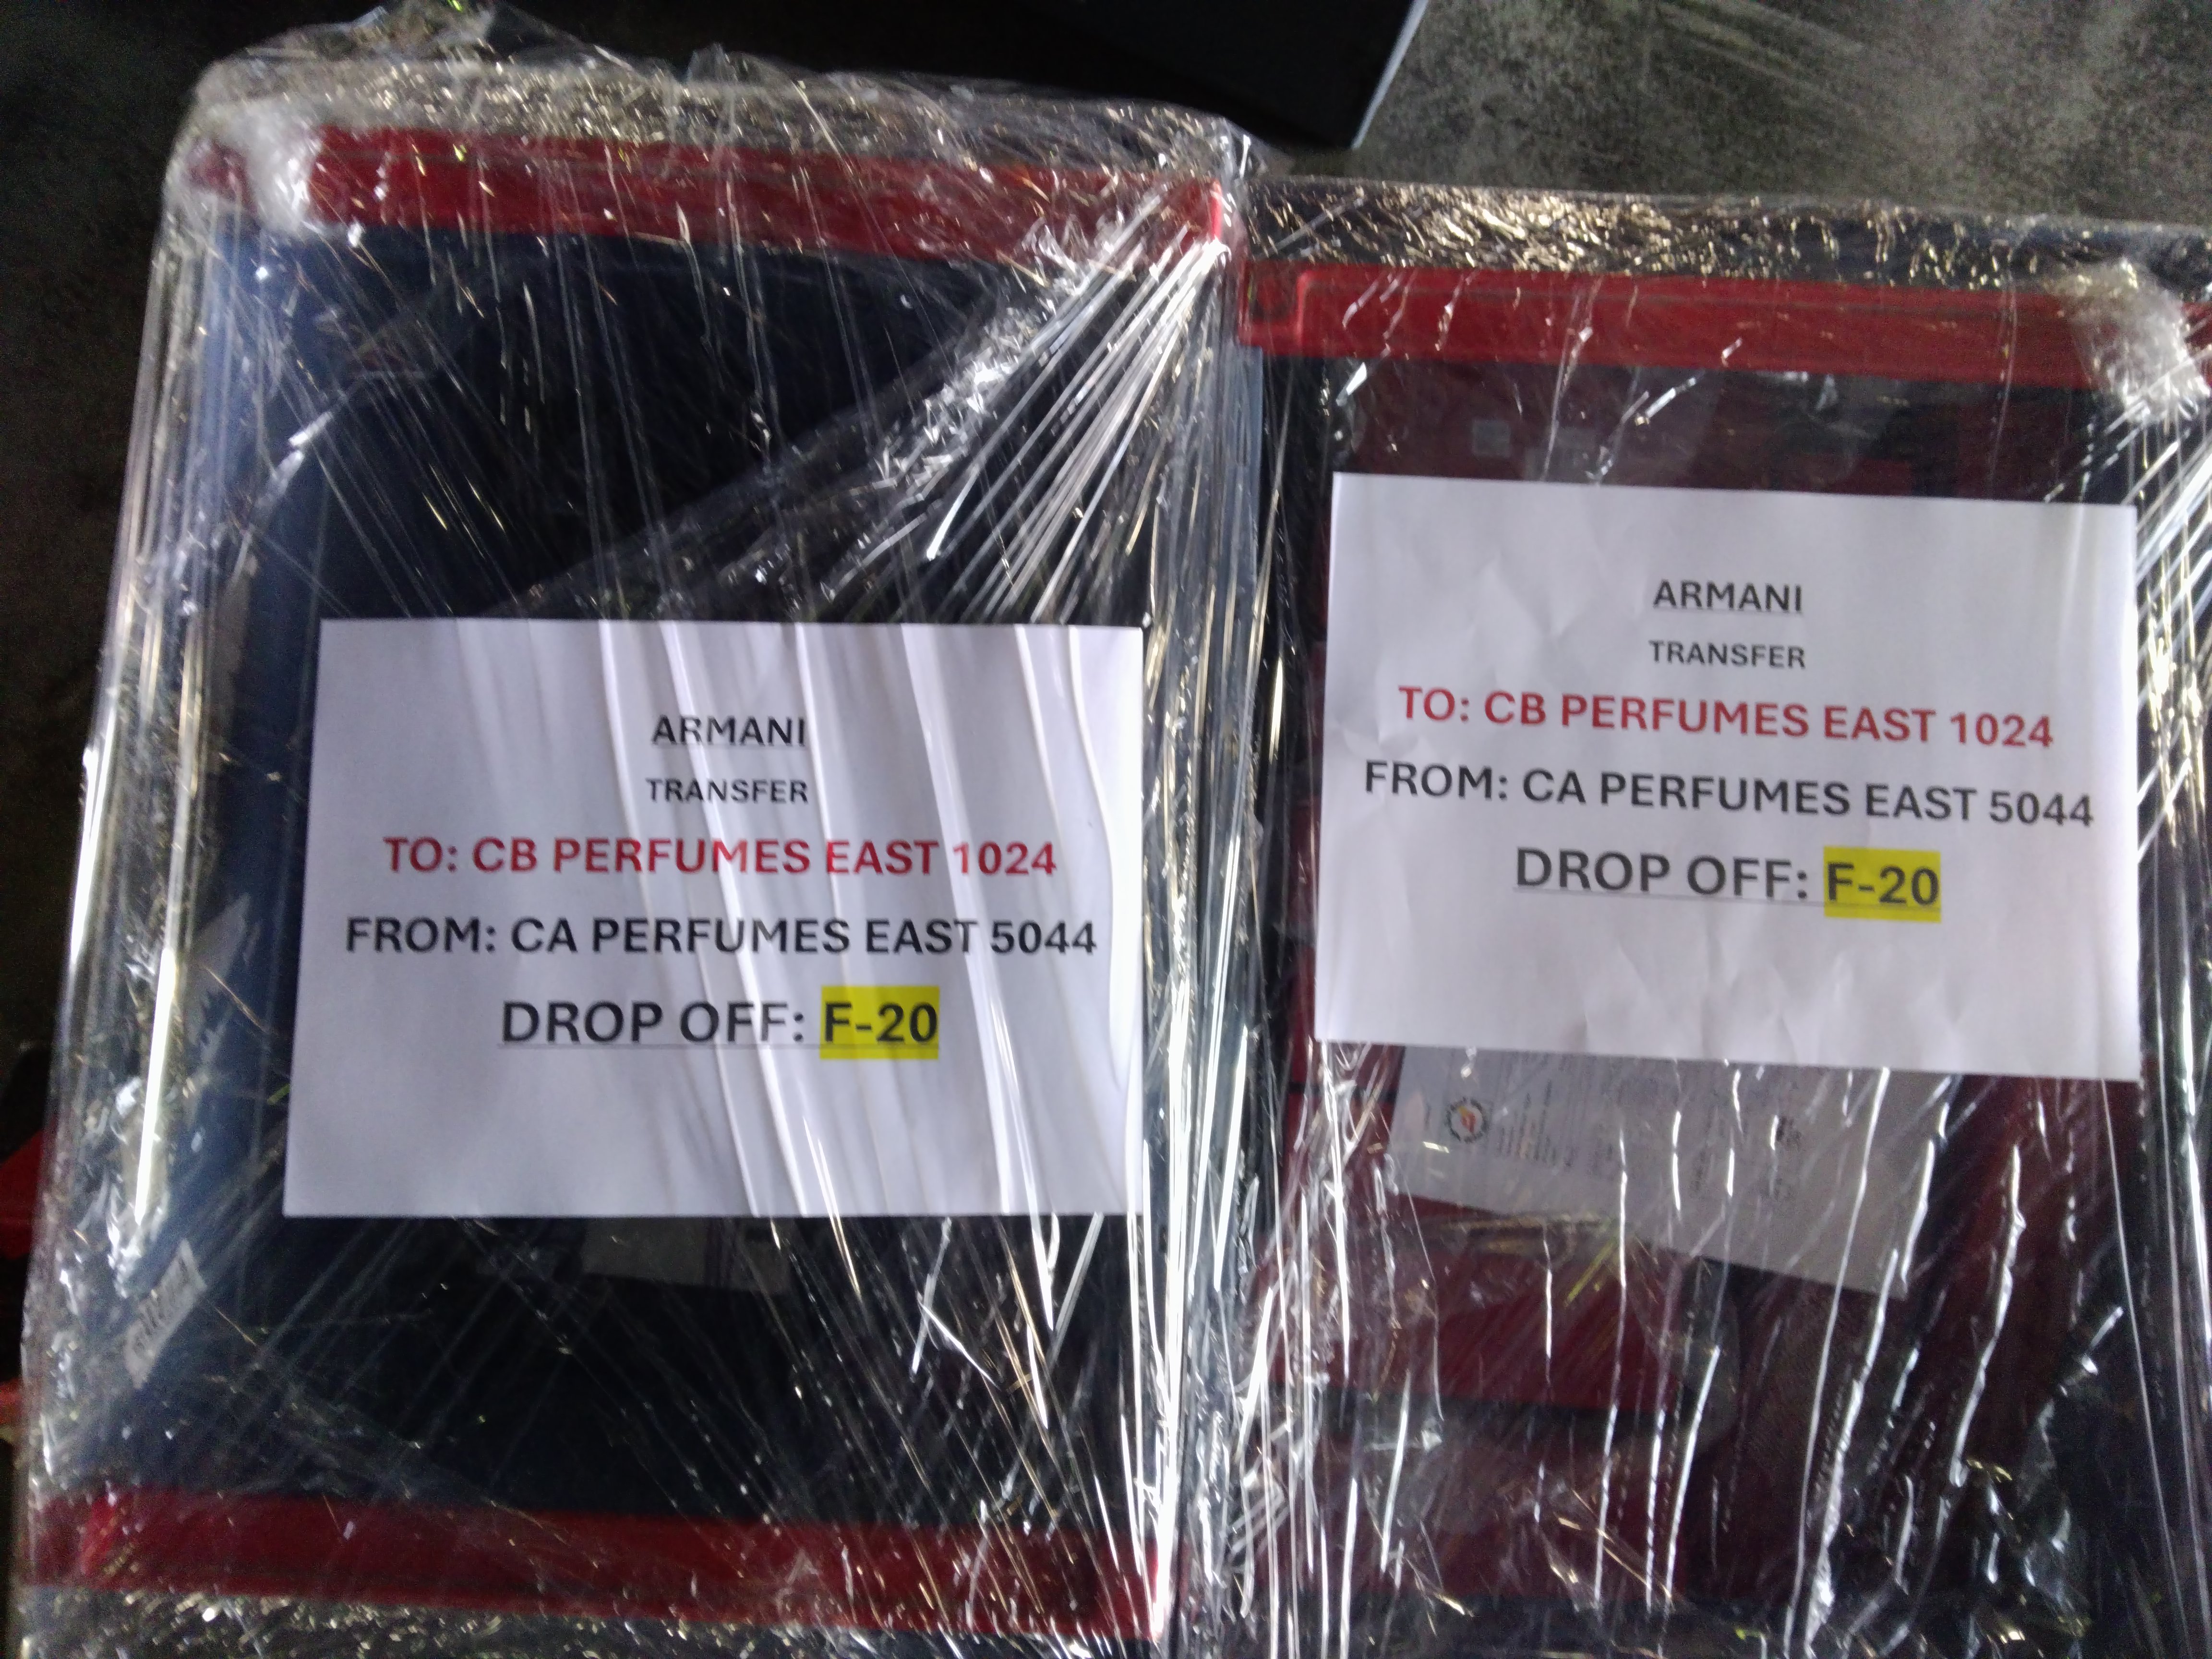 ARMANI
TRANSFER
TO: CB PERFUMES EAST 1024
FROM: CA PERFUMES EAST 5044
DROP OFF: F-20
ARMANI
TRANSFER
TO: CB PERFUMES EAST 1024
FROM: CA PERFUMES EAST 5044
DROP OFF: F-20